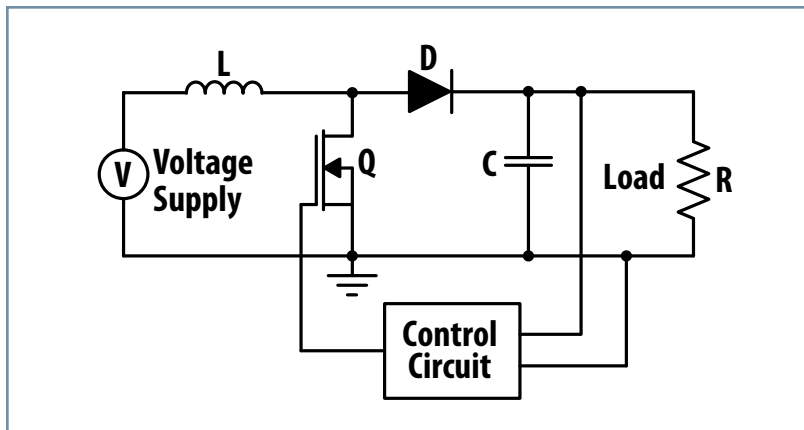 L
D
V
Voltage
Supply
Q
C
Load
R
Control
Circuit